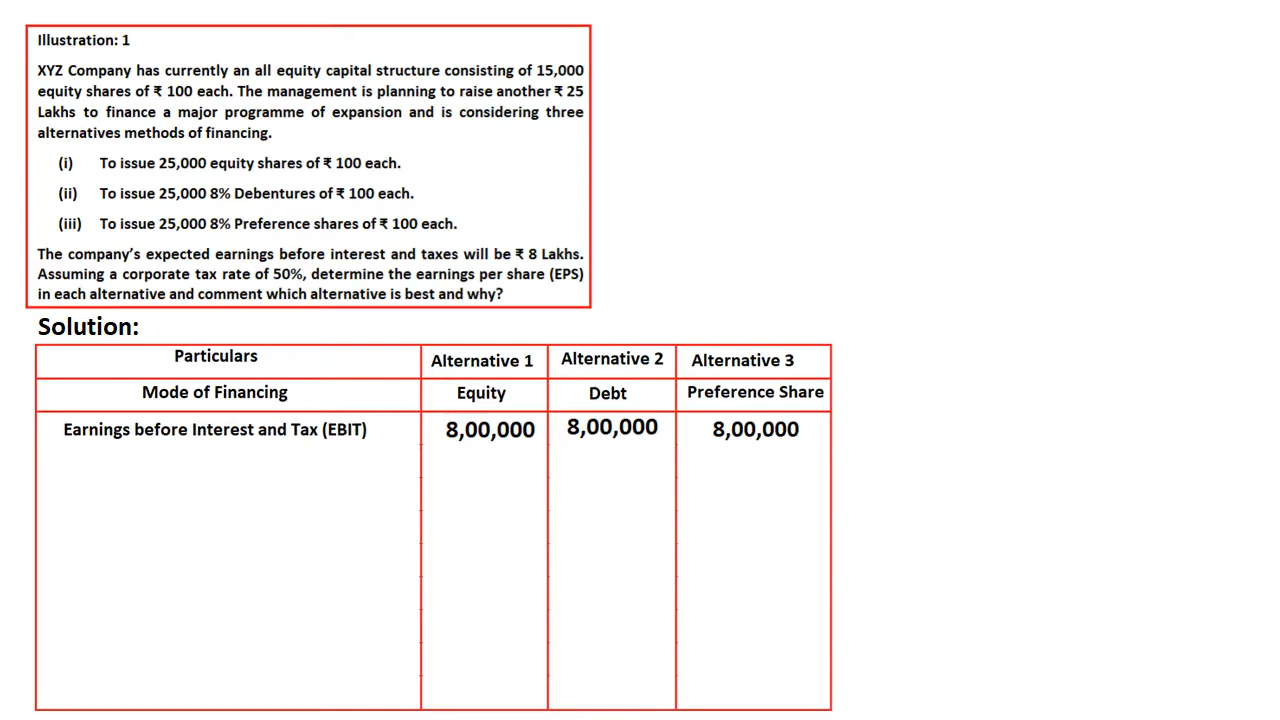 Illustration: 1
XYZ Company has currently an all equity capital structure consisting of 15,000
equity shares of ₹ 100 each. The management is planning to raise another ₹ 25
Lakhs to finance a major programme of expansion and is considering three
alternatives methods of financing.
(i) To issue 25,000 equity shares of ₹ 100 each.
(ii) To issue 25,000 8% Debentures of ₹ 100 each.
(iii) To issue 25,000 8% Preference shares of ₹ 100 each.
The company's expected earnings before interest and taxes will be ₹ 8 Lakhs.
Assuming a corporate tax rate of 50%, determine the earnings per share (EPS)
in each alternative and comment which alternative is best and why?
Solution:
Particulars Alternative 1 Alternative 2 Alternative 3
Mode of Financing Equity Debt Preference Share
Earnings before Interest and Tax (EBIT) 8,00,000 8,00,000 8,00,000